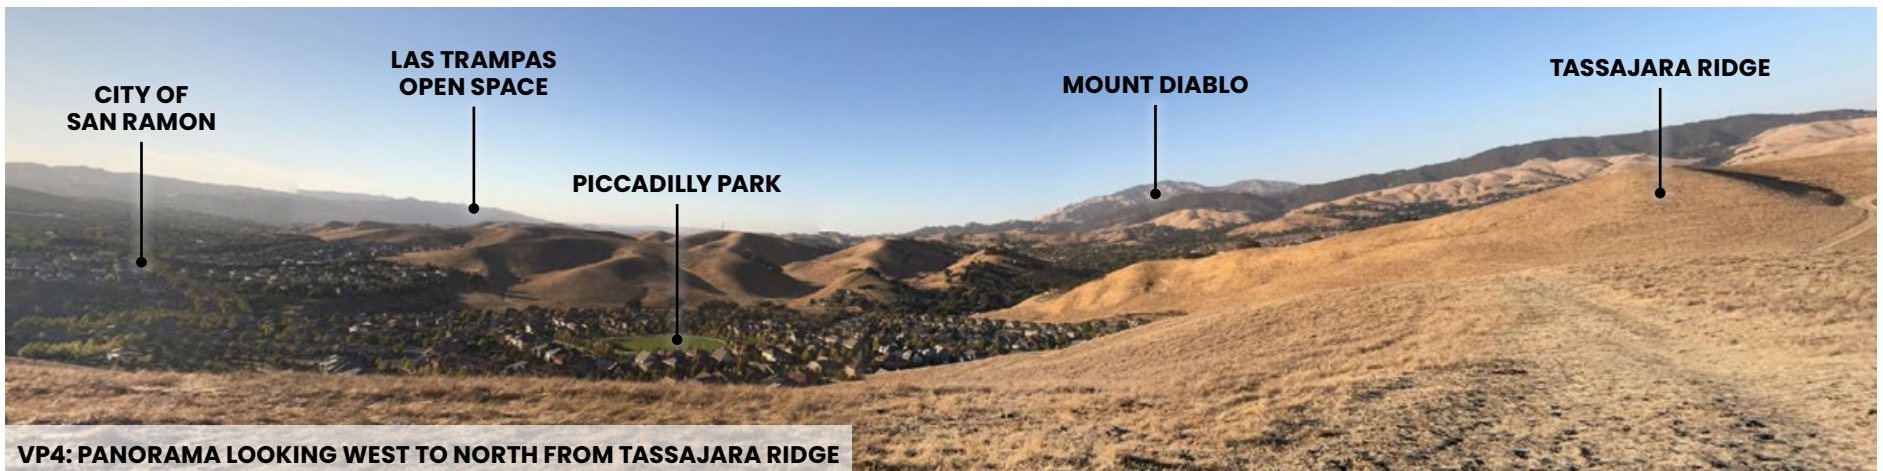 CITY OF
SAN RAMON
LAS TRAMPAS
OPEN SPACE
PICCADILLY PARK
MOUNT DIABLO
TASSAJARA RIDGE
VP4: PANORAMA LOOKING WEST TO NORTH FROM TASSAJARA RIDGE